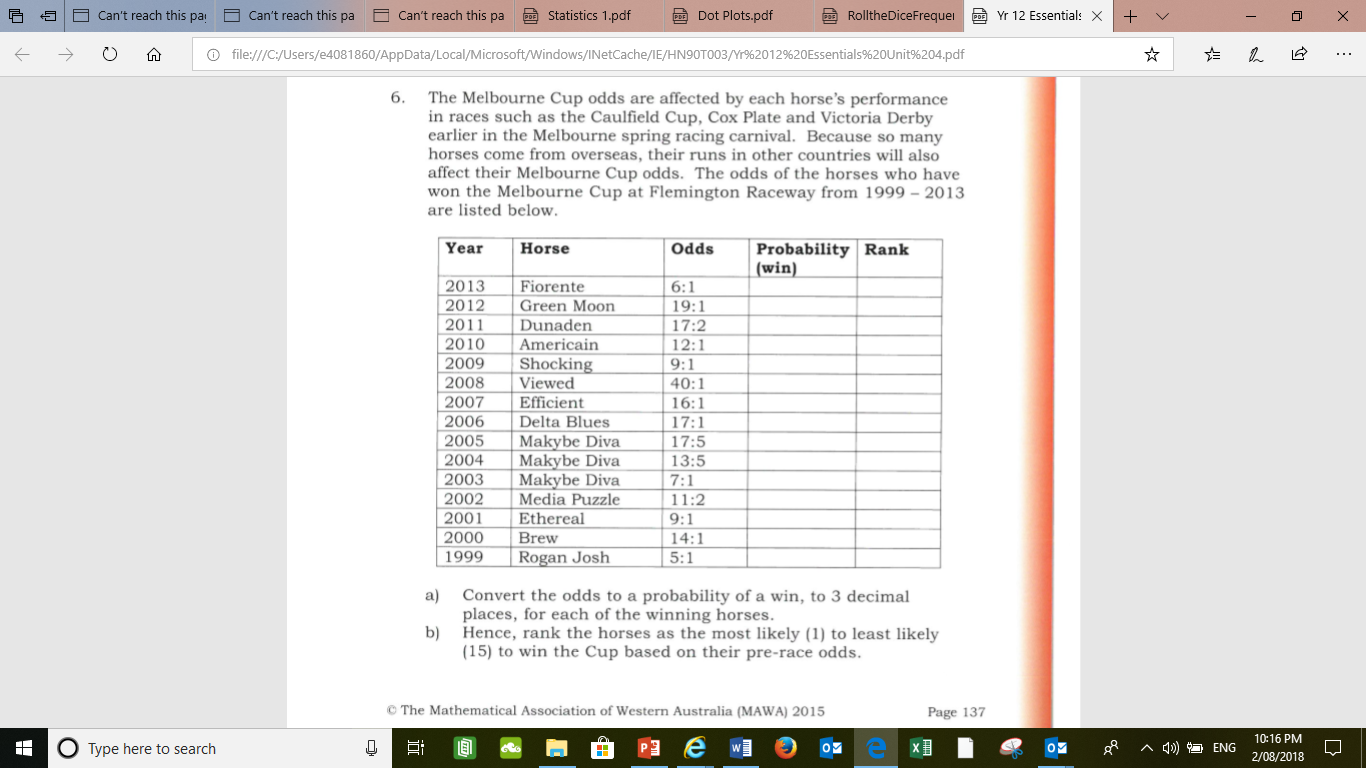 Can't reach this pa
Can't reach this pa
Can't reach this pa
Statistics 1.pdf
Dot Plots.pdf
RolltheDiceFreque
Yr 12 Essentials
file:///C:/Users/e4081860/AppData/Local/Microsoft/Windows/INetCache/IE/HN90T003/Yr%2012%20Essentials%20Unit%204.pdf
6. The Melbourne Cup odds are affected by each horse's performance
in races such as the Caulfield Cup, Cox Plate and Victoria Derby
earlier in the Melbourne spring racing carnival. Because so many
horses come from overseas, their runs in other countries will also
affect their Melbourne Cup odds. The odds of the horses who have
won the Melbourne Cup at Flemington Raceway from 1999 – 2013
are listed below.
Year Horse Odds Probability Rank
(win)
2013 Fiorente 6:1
2012 Green Moon 19:1
2011 Dunaden 17:2
2010 Americain 12:1
2009 Shocking 9:1
2008 Viewed 40:1
2007 Efficient 16:1
2006 Delta Blues 17:1
2005 Makybe Diva 17:5
2004 Makybe Diva 13:5
2003 Makybe Diva 7:1
2002 Media Puzzle 11:2
2001 Ethereal 9:1
2000 Brew 14:1
1999 Rogan Josh 5:1
a) Convert the odds to a probability of a win, to 3 decimal
places, for each of the winning horses.
b) Hence, rank the horses as the most likely (1) to least likely
(15) to win the Cup based on their pre-race odds.
© The Mathematical Association of Western Australia (MAWA) 2015 Page 137
Type here to search
ENG
10:16 PM
2/08/2018